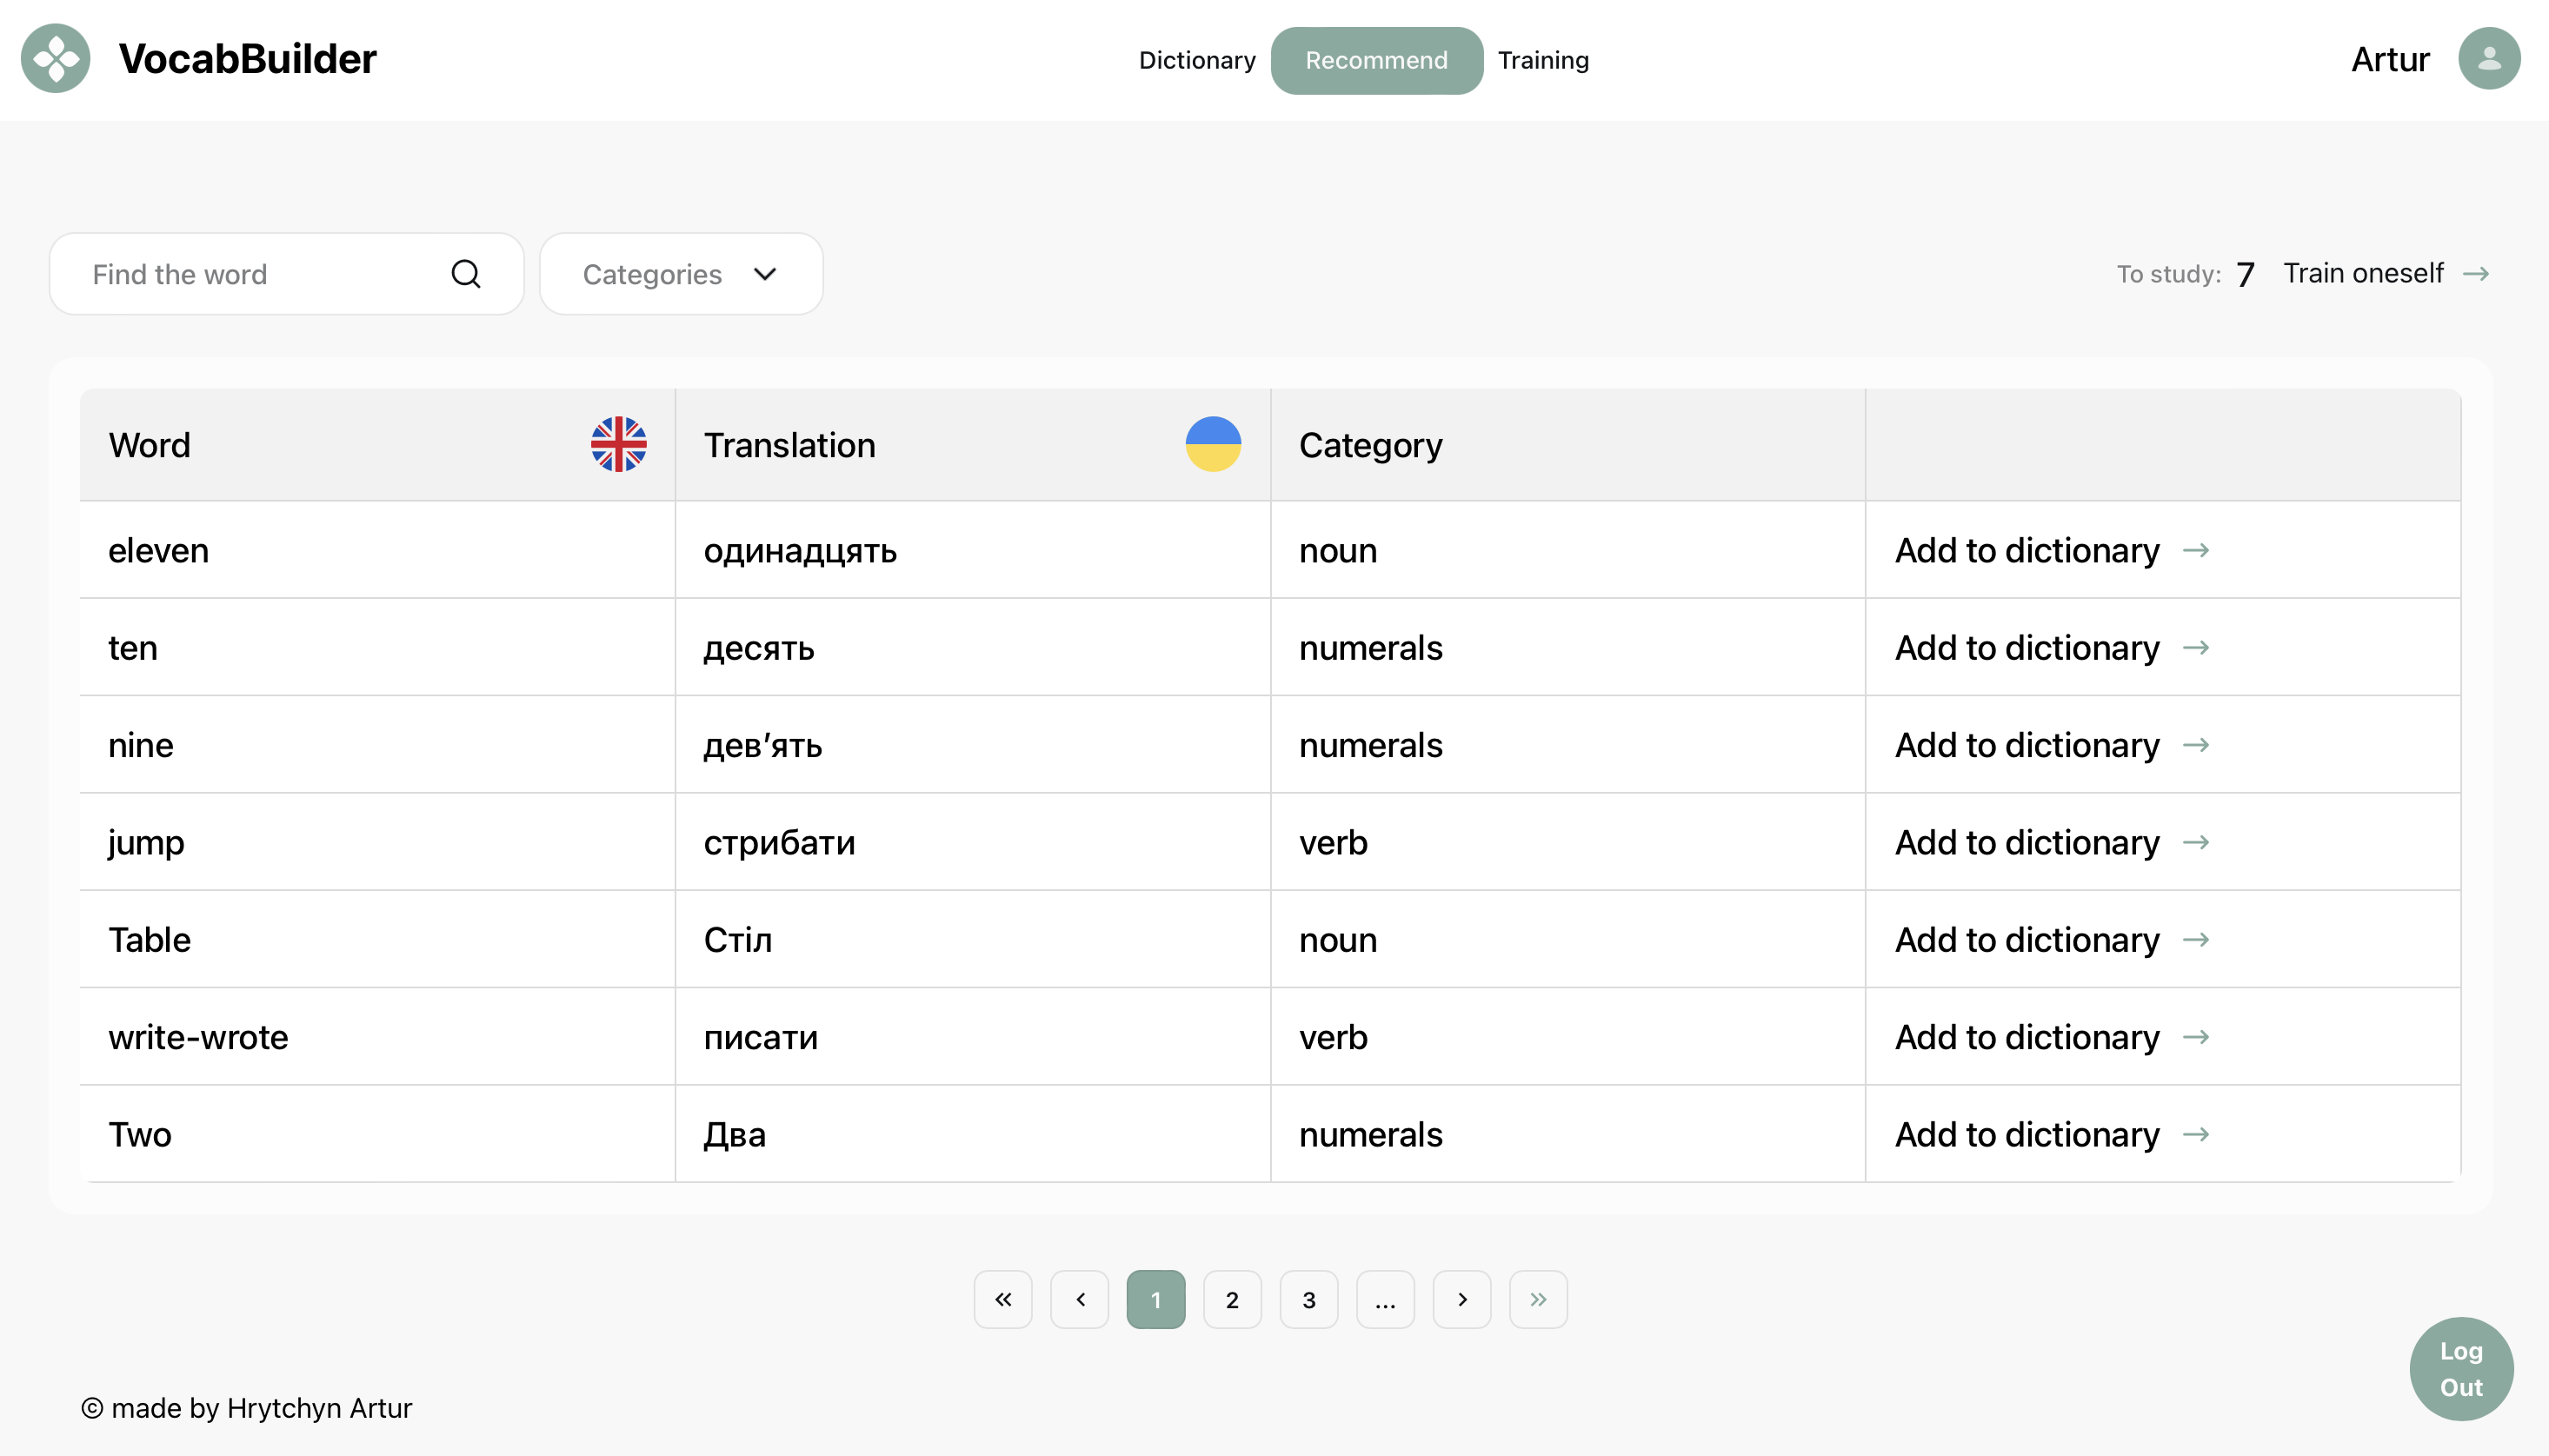 VocabBuilder
Dictionary Recommend Training
Artur
Find the word
Categories
To study: 7 Train oneself →
Word Translation Category
eleven одинадцять noun Add to dictionary →
ten десять numerals Add to dictionary →
nine дев’ять numerals Add to dictionary →
jump стрибати verb Add to dictionary →
Table Стіл noun Add to dictionary →
write-wrote писати verb Add to dictionary →
Two Два numerals Add to dictionary →
« ‹ 1 2 3 ... › »
Log
Out
© made by Hrytchyn Artur